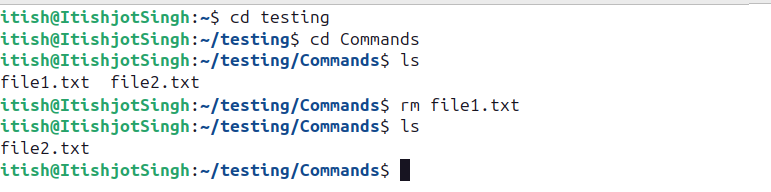 itish@ItishjotSingh:~$ cd testing
itish@ItishjotSingh:~/testing$ cd Commands
itish@ItishjotSingh:~/testing/Commands$ ls
file1.txt  file2.txt
itish@ItishjotSingh:~/testing/Commands$ rm file1.txt
itish@ItishjotSingh:~/testing/Commands$ ls
file2.txt
itish@ItishjotSingh:~/testing/Commands$